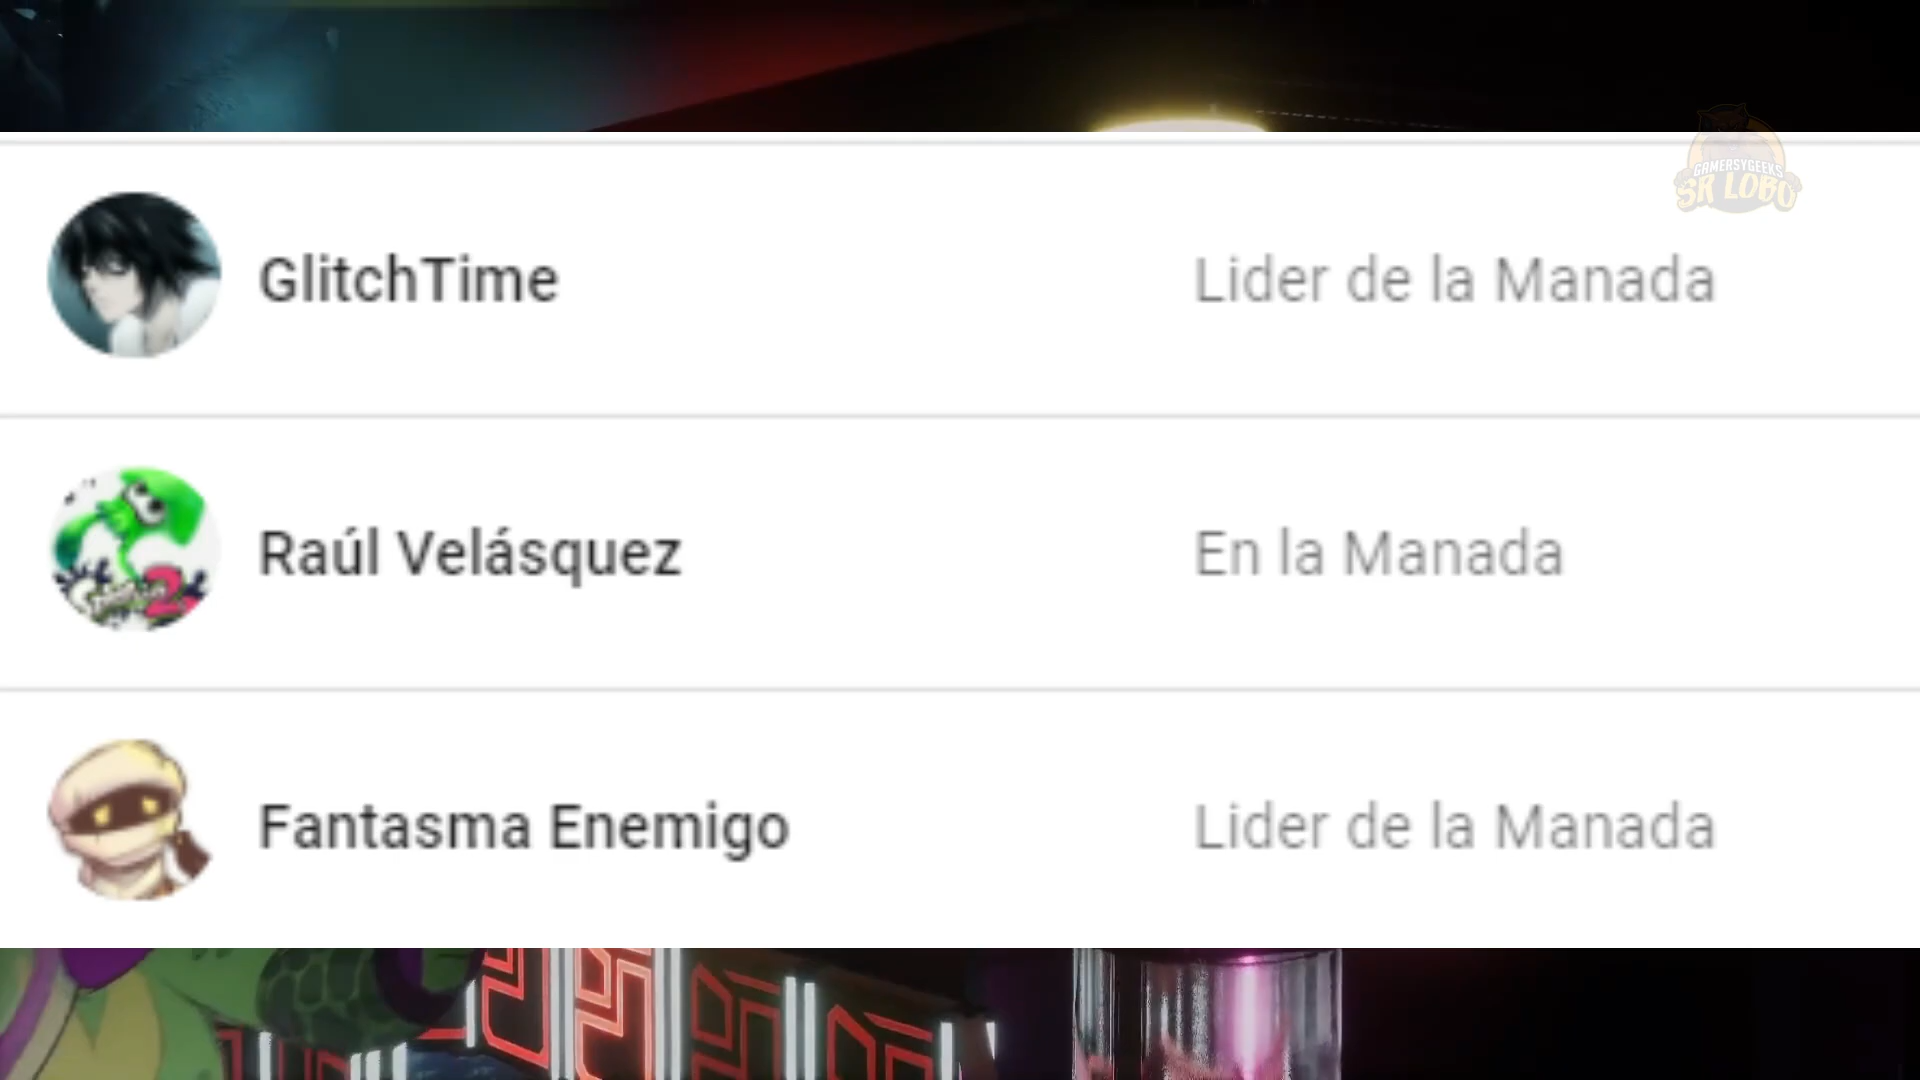 GAMERSYGEEKS
SR LOBO
GlitchTime Lider de la Manada
Raúl Velásquez En la Manada
Fantasma Enemigo Lider de la Manada